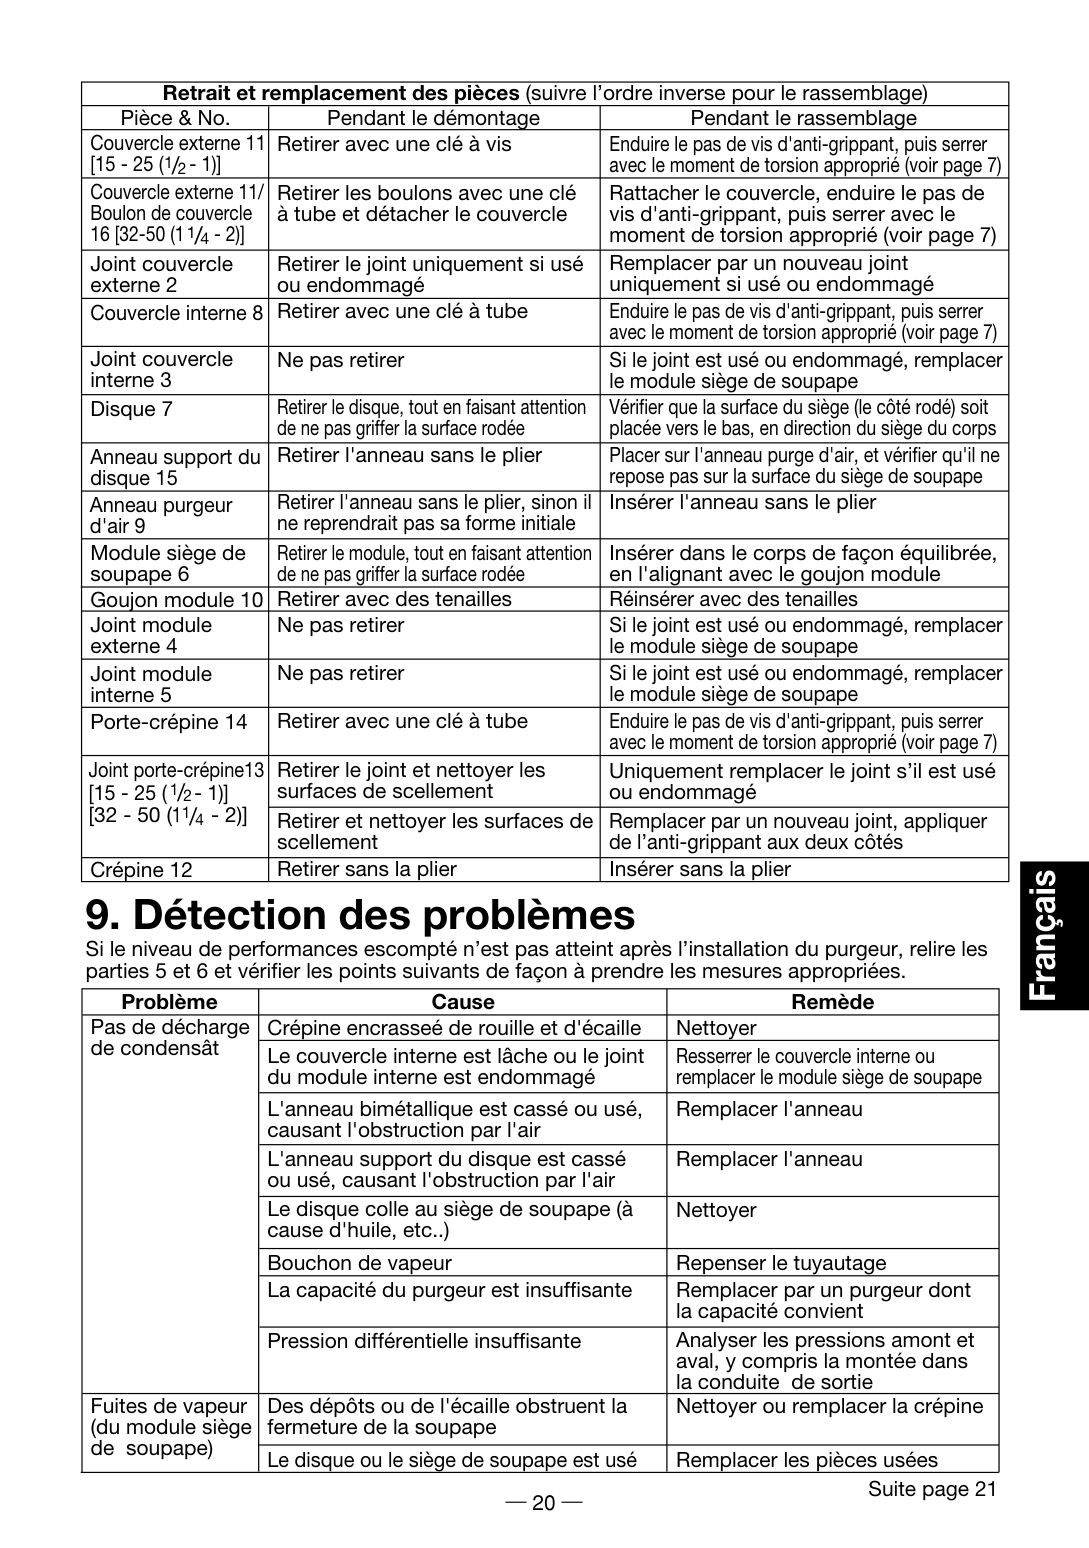 Retrait et remplacement des pièces (suivre l’ordre inverse pour le rassemblage)
Pièce & No. Pendant le démontage Pendant le rassemblage
Couvercle externe 11
[15 - 25 (1/2 - 1)]
Retirer avec une clé à vis
Enduire le pas de vis d'anti-grippant, puis serrer
avec le moment de torsion approprié (voir page 7)
Couvercle externe 11/
Boulon de couvercle
16 [32-50 (1 1/4 - 2)]
Retirer les boulons avec une clé
à tube et détacher le couvercle
Rattacher le couvercle, enduire le pas de
vis d'anti-grippant, puis serrer avec le
moment de torsion approprié (voir page 7)
Joint couvercle
externe 2
Retirer le joint uniquement si usé
ou endommagé
Remplacer par un nouveau joint
uniquement si usé ou endommagé
Couvercle interne 8
Retirer avec une clé à tube
Enduire le pas de vis d'anti-grippant, puis serrer
avec le moment de torsion approprié (voir page 7)
Joint couvercle
interne 3
Ne pas retirer
Si le joint est usé ou endommagé, remplacer
le module siège de soupape
Disque 7
Retirer le disque, tout en faisant attention
de ne pas griffer la surface rodée
Vérifier que la surface du siège (le côté rodé) soit
placée vers le bas, en direction du siège du corps
Anneau support du
disque 15
Retirer l'anneau sans le plier
Placer sur l'anneau purge d'air, et vérifier qu'il ne
repose pas sur la surface du siège de soupape
Anneau purgeur
d'air 9
Retirer l'anneau sans le plier, sinon il
ne reprendrait pas sa forme initiale
Insérer l'anneau sans le plier
Module siège de
soupape 6
Retirer le module, tout en faisant attention
de ne pas griffer la surface rodée
Insérer dans le corps de façon équilibrée,
en l'alignant avec le goujon module
Goujon module 10
Retirer avec des tenailles
Réinsérer avec des tenailles
Joint module
externe 4
Ne pas retirer
Si le joint est usé ou endommagé, remplacer
le module siège de soupape
Joint module
interne 5
Ne pas retirer
Si le joint est usé ou endommagé, remplacer
le module siège de soupape
Porte-crépine 14
Retirer avec une clé à tube
Enduire le pas de vis d'anti-grippant, puis serrer
avec le moment de torsion approprié (voir page 7)
Joint porte-crépine13
[15 - 25 (1/2 - 1)]
[32 - 50 (1 1/4 - 2)]
Retirer le joint et nettoyer les
surfaces de scellement
Uniquement remplacer le joint s’il est usé
ou endommagé
Retirer et nettoyer les surfaces de
scellement
Remplacer par un nouveau joint, appliquer
de l’anti-grippant aux deux côtés
Crépine 12
Retirer sans la plier
Insérer sans la plier
Français
9. Détection des problèmes
Si le niveau de performances escompté n’est pas atteint après l’installation du purgeur, relire les
parties 5 et 6 et vérifier les points suivants de façon à prendre les mesures appropriées.
Problème Cause Remède
Pas de décharge
de condensât
Crépine encrasseé de rouille et d'écaille
Nettoyer
Le couvercle interne est lâche ou le joint
du module interne est endommagé
Resserrer le couvercle interne ou
remplacer le module siège de soupape
L'anneau bimétallique est cassé ou usé,
causant l'obstruction par l'air
Remplacer l'anneau
L'anneau support du disque est cassé
ou usé, causant l'obstruction par l'air
Remplacer l'anneau
Le disque colle au siège de soupape (à
cause d'huile, etc..)
Nettoyer
Bouchon de vapeur
Repenser le tuyautage
La capacité du purgeur est insuffisante
Remplacer par un purgeur dont
la capacité convient
Pression différentielle insuffisante
Analyser les pressions amont et
aval, y compris la montée dans
la conduite de sortie
Fuites de vapeur
(du module siège
de soupape)
Des dépôts ou de l'écaille obstruent la
fermeture de la soupape
Nettoyer ou remplacer la crépine
Le disque ou le siège de soupape est usé
Remplacer les pièces usées
Suite page 21
— 20 —